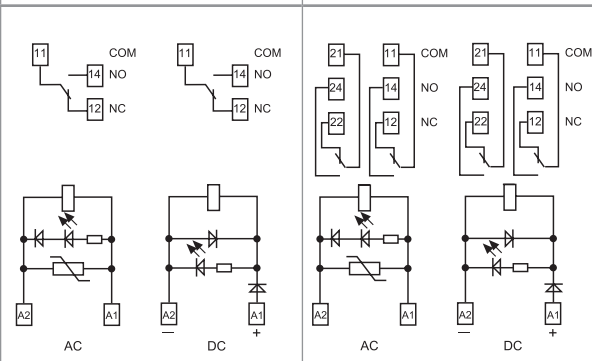 11 COM 11 COM 21 11 COM 21 11 COM
14 NO 14 NO 24 14 NO 24 14 NO
12 NC 12 NC 22 12 NC 22 12 NC
A2 A1 A2 A1 A2 A1 A2 A1
— + — +
AC DC AC DC